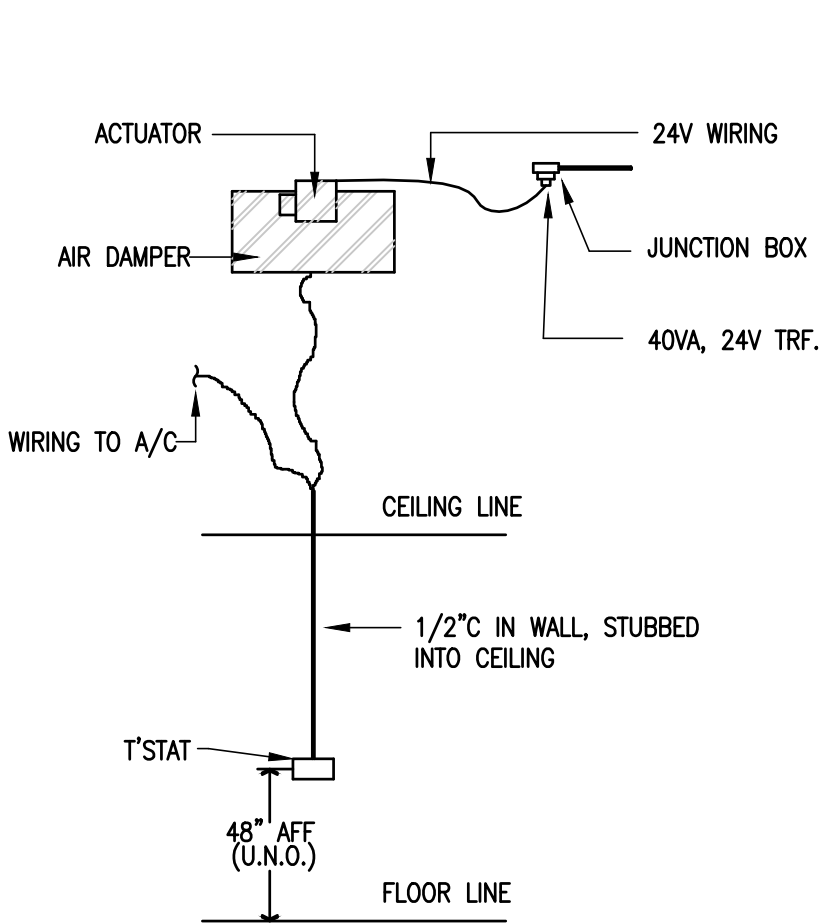 ACTUATOR
24V WIRING
JUNCTION BOX
AIR DAMPER
40VA, 24V TRF.
WIRING TO A/C
CEILING LINE
1/2"C IN WALL, STUBBED
INTO CEILING
T'STAT
48" AFF
(U.N.O.)
FLOOR LINE